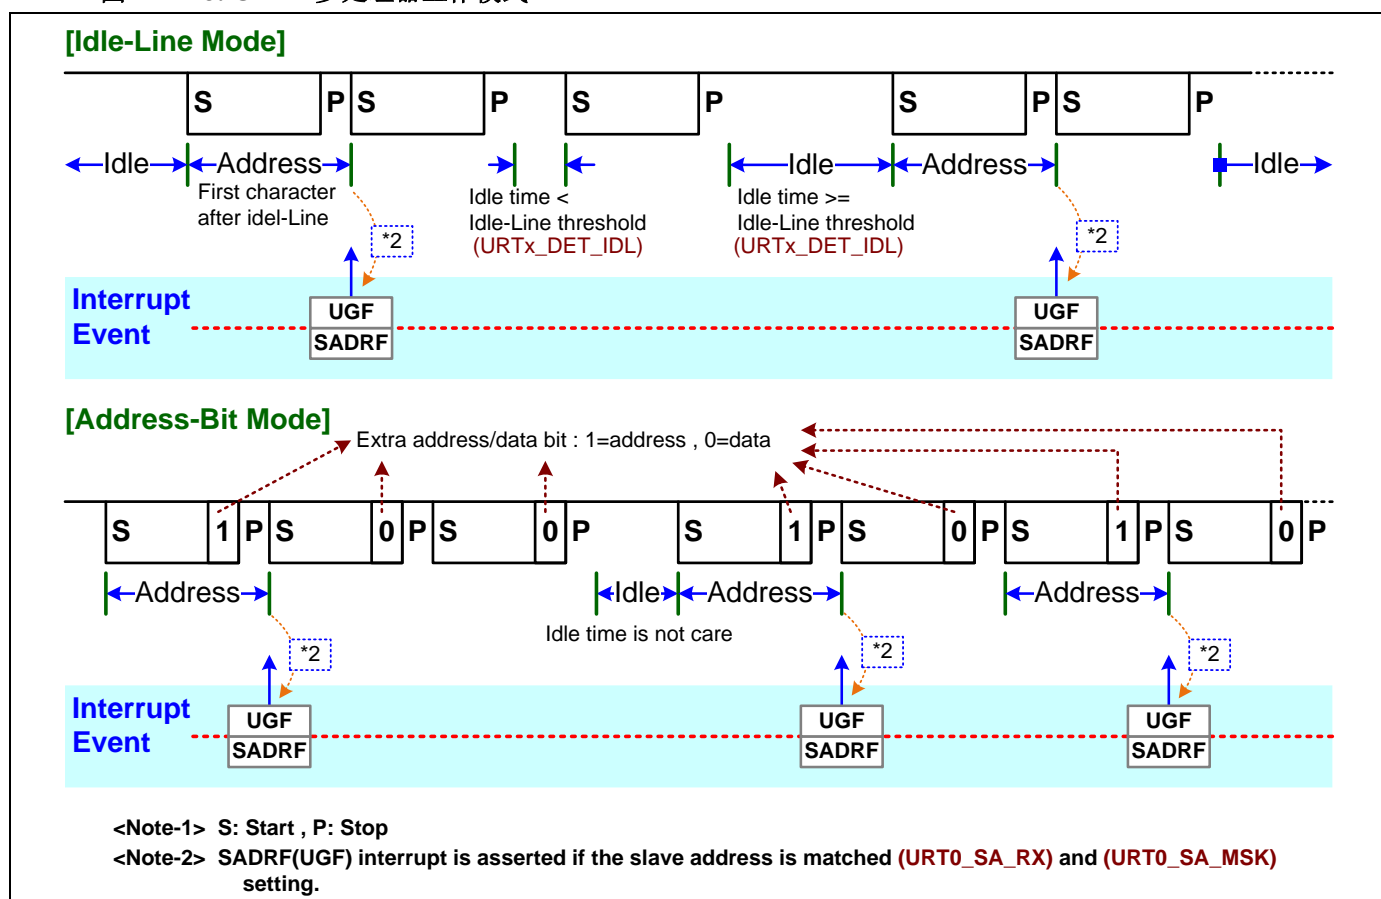 [Idle-Line Mode]
S P S P S P S P S P
Idle Address Idle Address Idle
First character
after idel-Line
Idle time <
Idle-Line threshold
(URTx_DET_IDL)
Idle time >=
Idle-Line threshold
(URTx_DET_IDL)
*2 *2
Interrupt
Event
UGF UGF
SADRF SADRF
[Address-Bit Mode]
Extra address/data bit : 1=address , 0=data
S 1 P S 0 P S 0 P S 1 P S 0 P S 1 P S 0 P
Address Idle Address Address
Idle time is not care
*2 *2 *2
Interrupt
Event
UGF UGF UGF
SADRF SADRF SADRF
<Note-1> S: Start , P: Stop
<Note-2> SADRF(UGF) interrupt is asserted if the slave address is matched (URT0_SA_RX) and (URT0_SA_MSK)
setting.